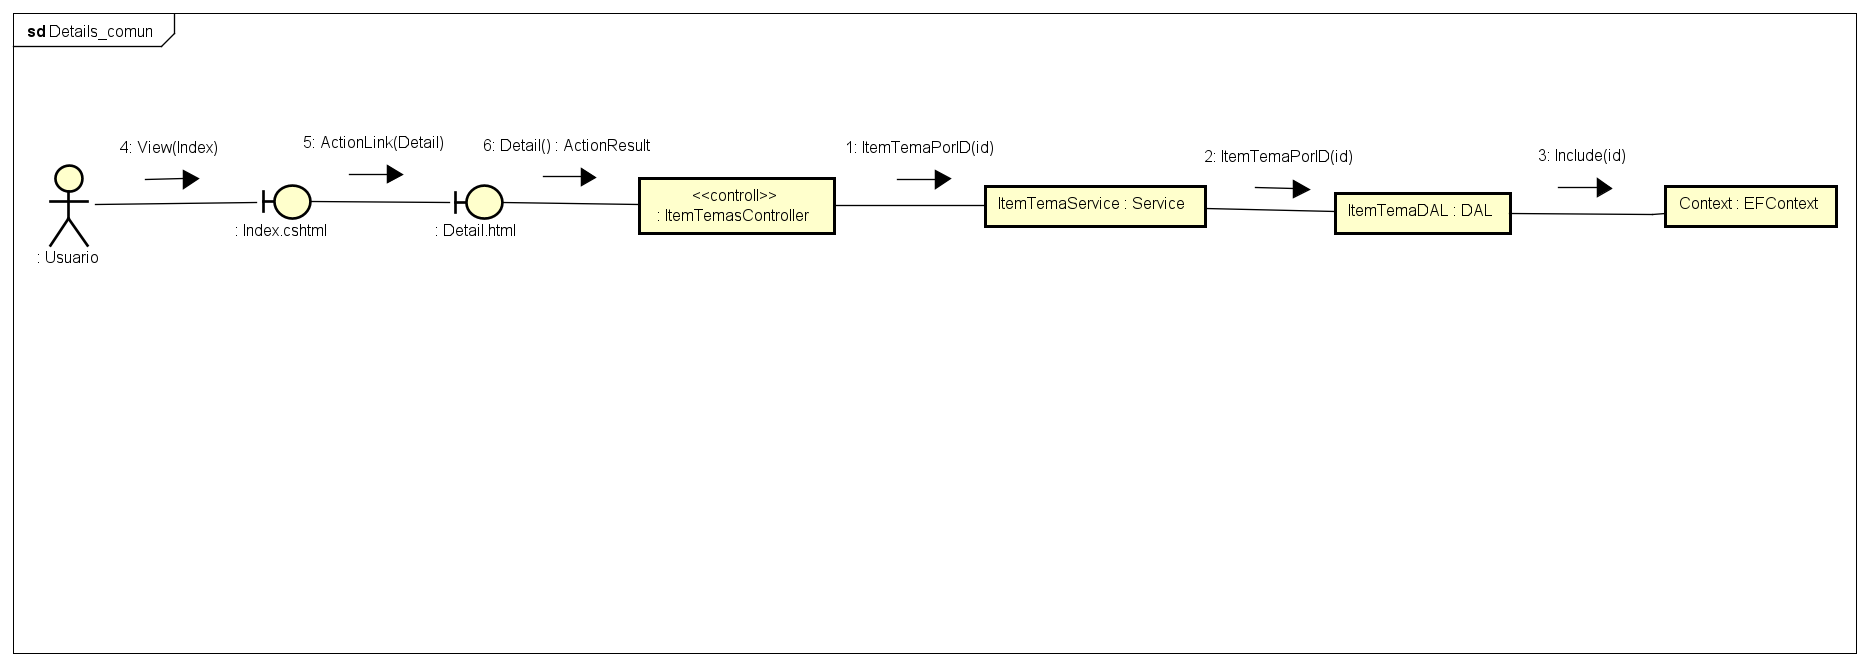 sd Details_comun
4: View(Index)
5: ActionLink(Detail)
6: Detail() : ActionResult
1: ItemTemaPorID(id)
2: ItemTemaPorID(id)
3: Include(id)
: Usuario
: Index.cshtml
: Detail.html
<<controll>>
: ItemTemasController
ItemTemaService : Service
ItemTemaDAL : DAL
Context : EFContext